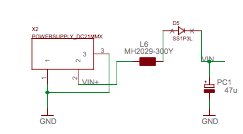 X2
POWERSUPPLY_DC21MMX
D5
SS1P3L
L6
MH2029-300Y
VIN
3
1
2
VIN+
PC1
47u
GND
GND